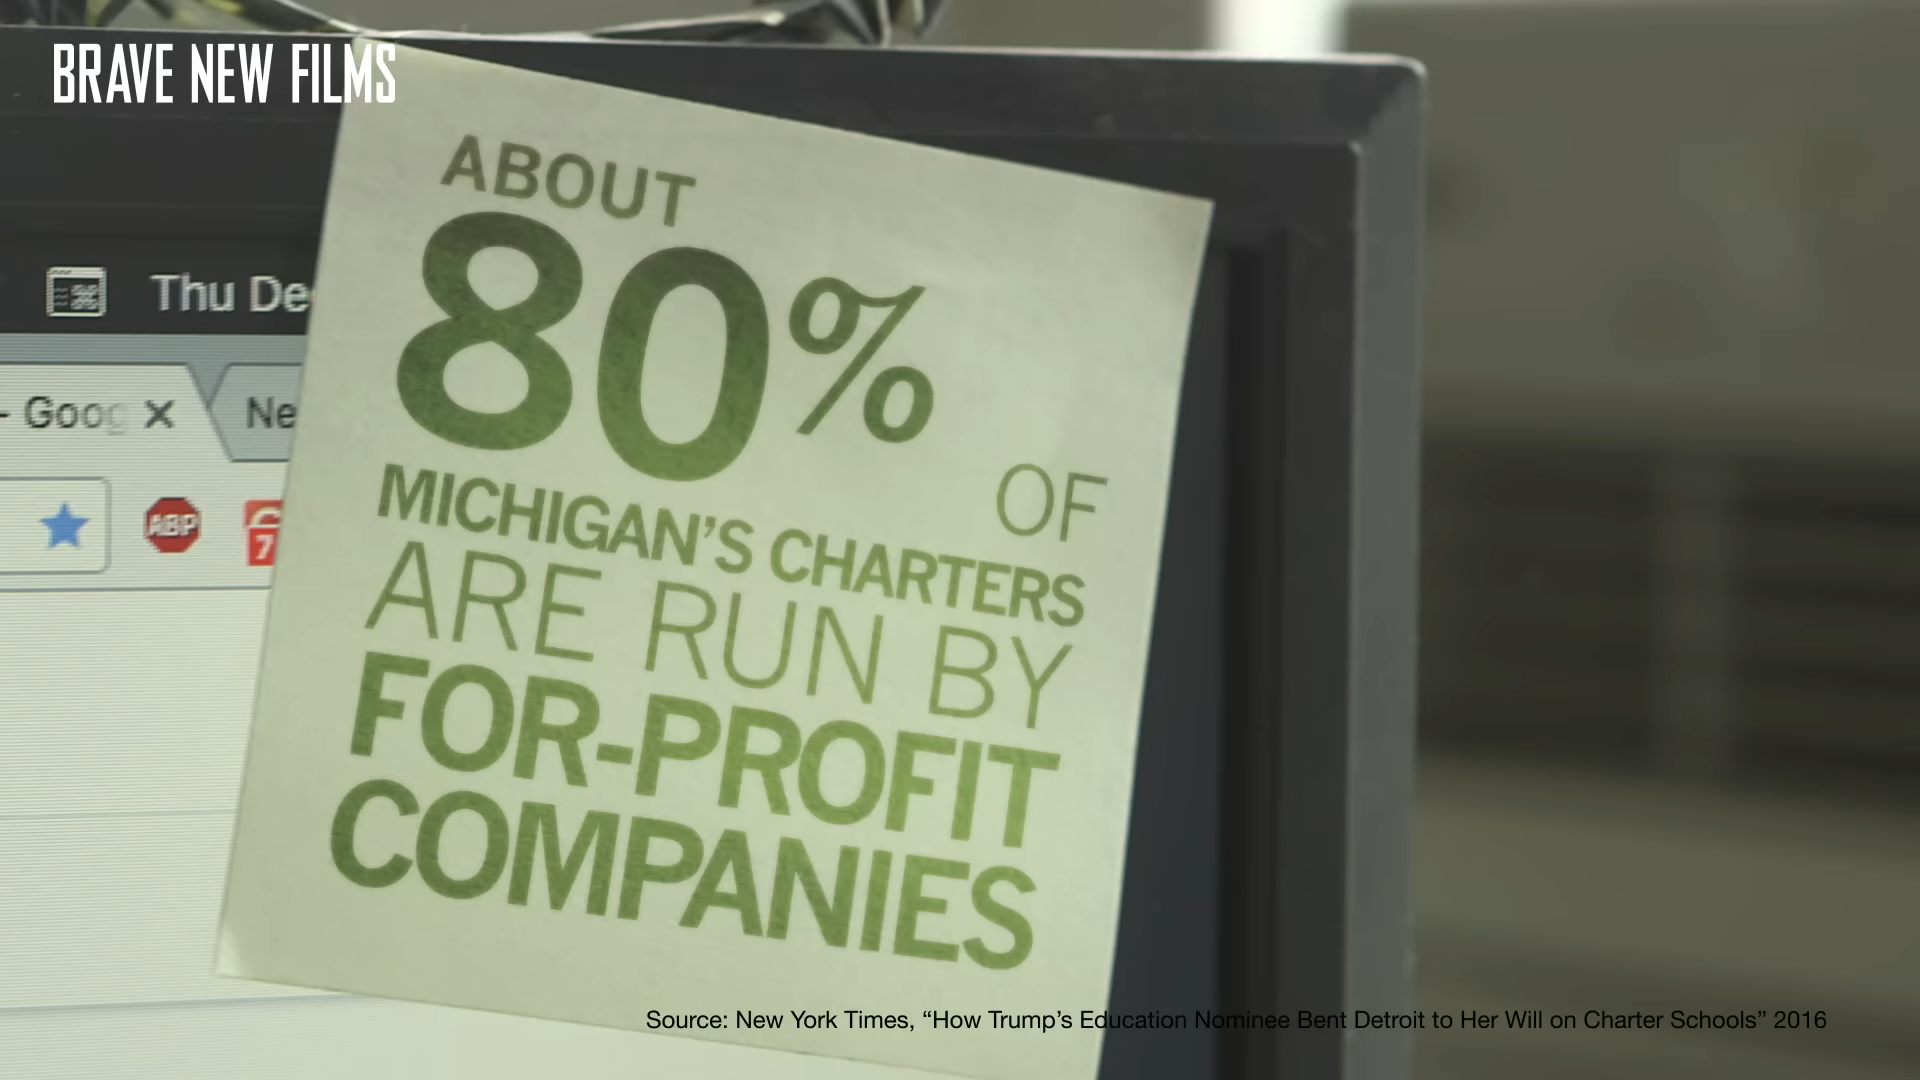 BRAVE NEW FILMS
ABOUT
80%
OF
MICHIGAN'S CHARTERS
ARE RUN BY
FOR-PROFIT
COMPANIES
Thu De
- Goog
Ne
ABP
7
Source: New York Times, “How Trump’s Education Nominee Bent Detroit to Her Will on Charter Schools” 2016